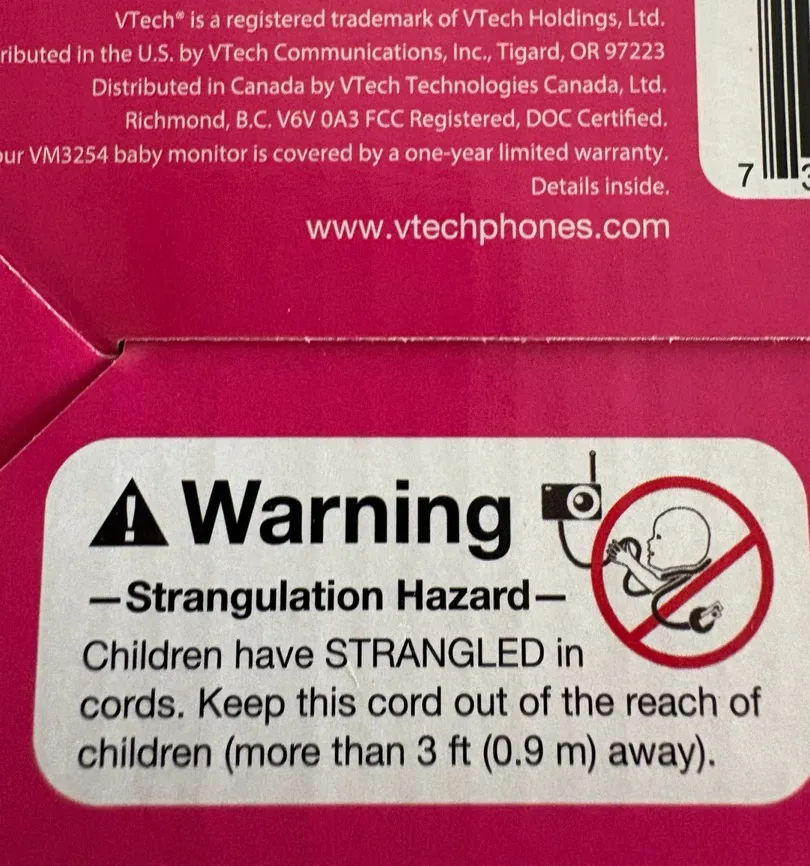 VTech® is a registered trademark of VTech Holdings, Ltd.
in the U.S. by VTech Communications, Inc., Tigard, OR 97223
Distributed in Canada by VTech Technologies Canada, Ltd.
Richmond, B.C. V6V 0A3 FCC Registered, DOC Certified.
VM3254 baby monitor is covered by a one-year limited warranty.
Details inside.
7
www.vtechphones.com
Warning
—Strangulation Hazard—
Children have STRANGLED in
cords. Keep this cord out of the reach of
children (more than 3 ft (0.9 m) away).